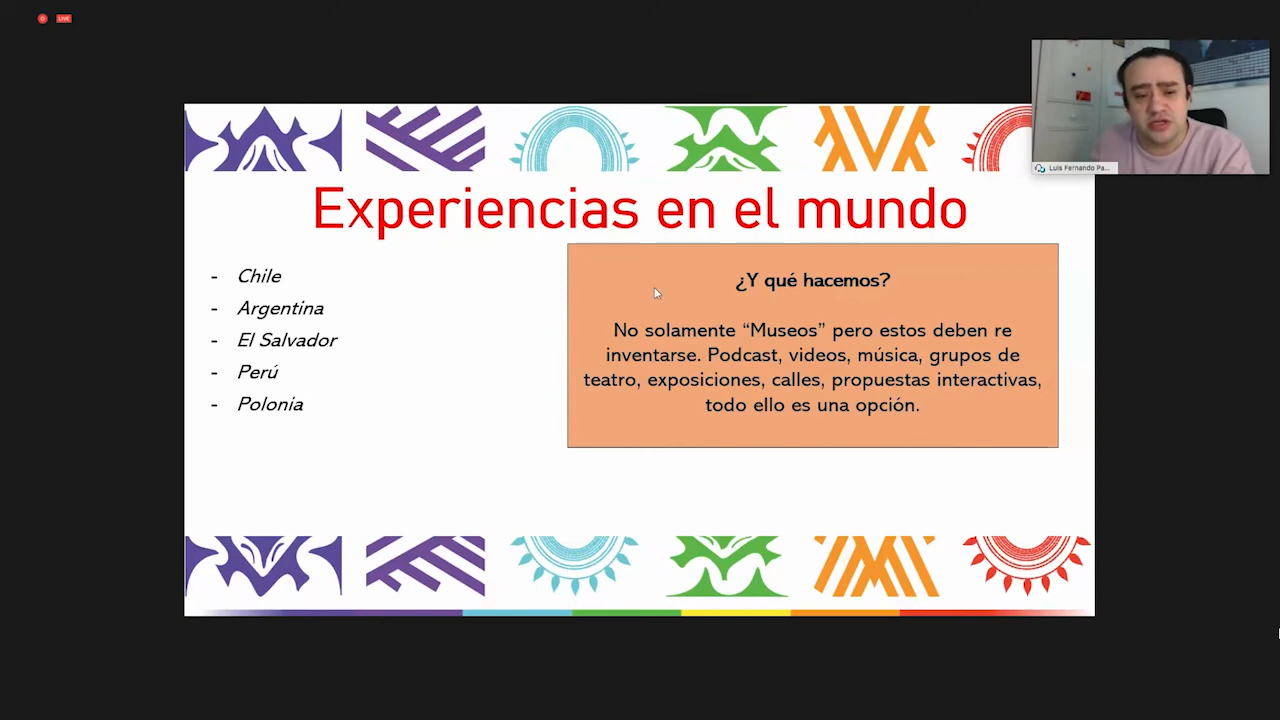 LIVE
Luis Fernando Pa...
Experiencias en el mundo
- Chile
- Argentina
- El Salvador
- Perú
- Polonia
¿Y qué hacemos?
No solamente “Museos” pero estos deben re
inventarse. Podcast, videos, música, grupos de
teatro, exposiciones, calles, propuestas interactivas,
todo ello es una opción.